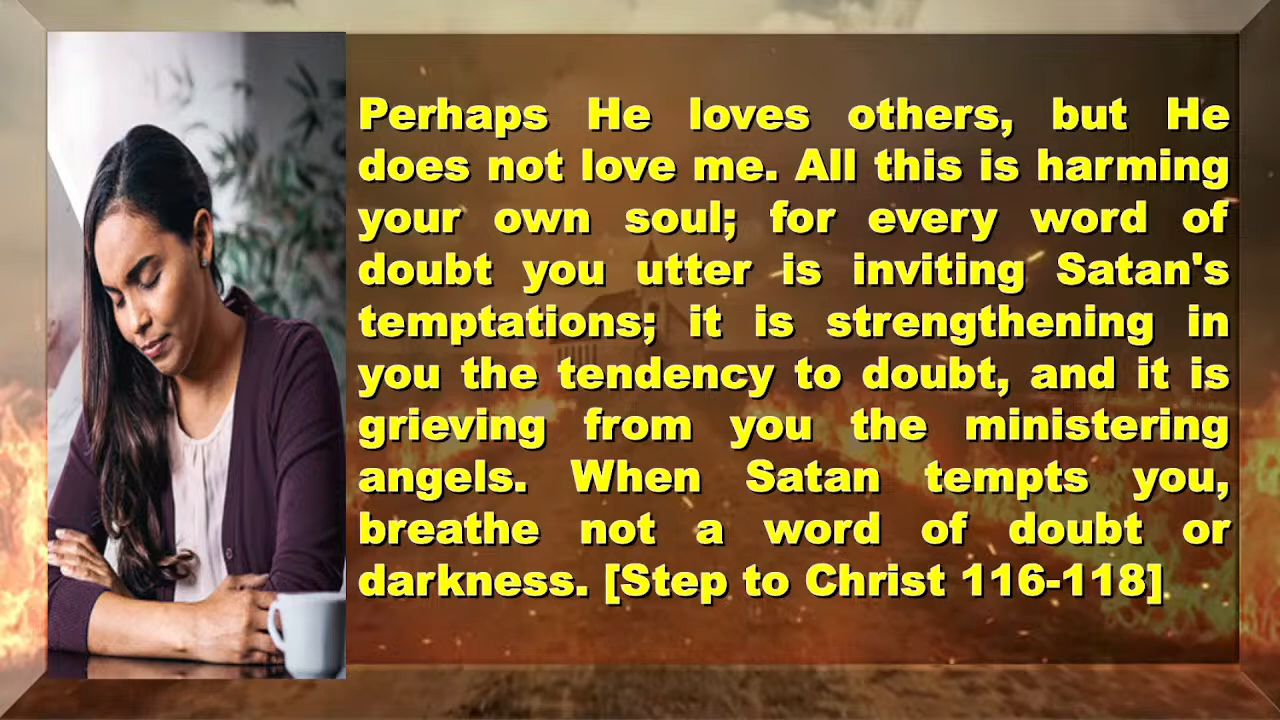 Perhaps He loves others, but He
does not love me. All this is harming
your own soul; for every word of
doubt you utter is inviting Satan's
temptations; it is strengthening in
you the tendency to doubt, and it is
grieving from you the ministering
angels. When Satan tempts you,
breathe not a word of doubt or
darkness. [Step to Christ 116-118]